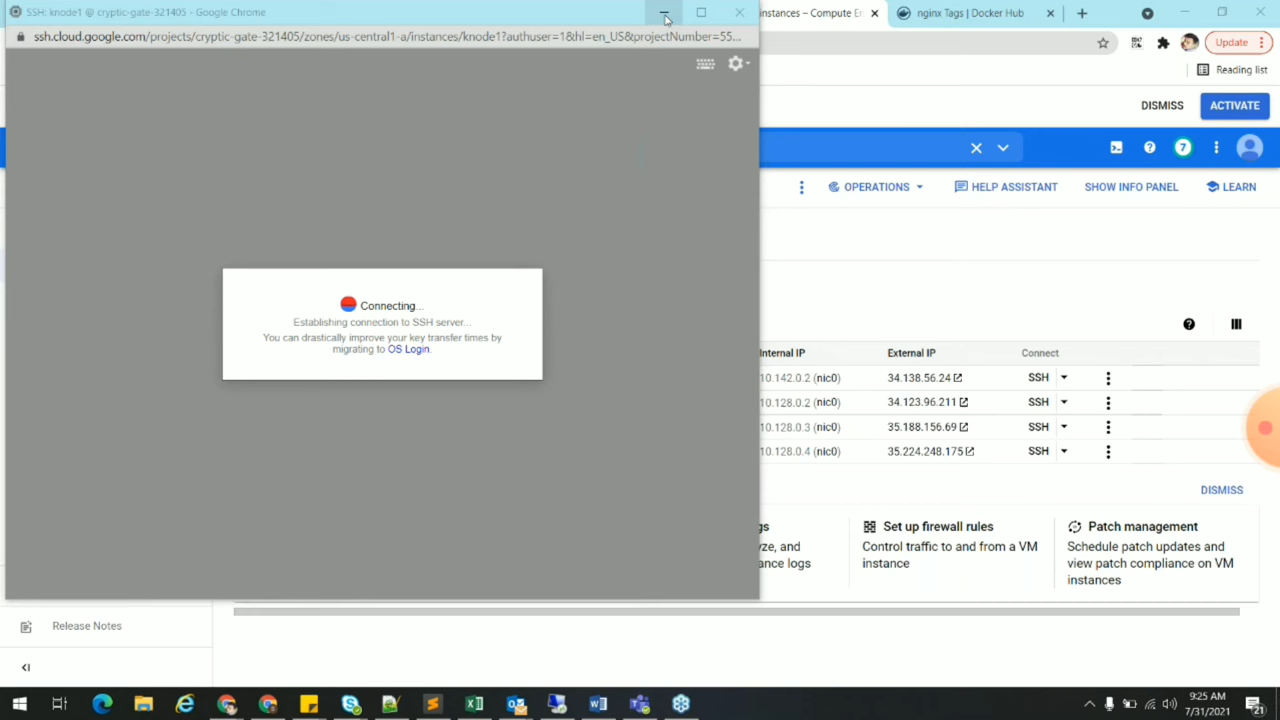 SSH: knode1 @ cryptic-gate-321405 - Google Chrome
ssh.cloud.google.com/projects/cryptic-gate-321405/zones/us-central1-a/instances/knode1?authuser=1&hl=en_US&projectNumber=55...
instances – Compute En
nginx Tags | Docker Hub
Update
Reading list
DISMISS
ACTIVATE
7
OPERATIONS
HELP ASSISTANT
SHOW INFO PANEL
LEARN
Connecting...
Establishing connection to SSH server...
You can drastically improve your key transfer times by
migrating to OS Login.
Internal IP External IP Connect
10.142.0.2 (nic0) 34.138.56.24 SSH
10.128.0.2 (nic0) 34.123.96.211 SSH
10.128.0.3 (nic0) 35.188.156.69 SSH
10.128.0.4 (nic0) 35.224.248.175 SSH
DISMISS
gs
yze, and
ance logs
Set up firewall rules
Control traffic to and from a VM
instance
Patch management
Schedule patch updates and
view patch compliance on VM
instances
Release Notes
9:25 AM
7/31/2021
21